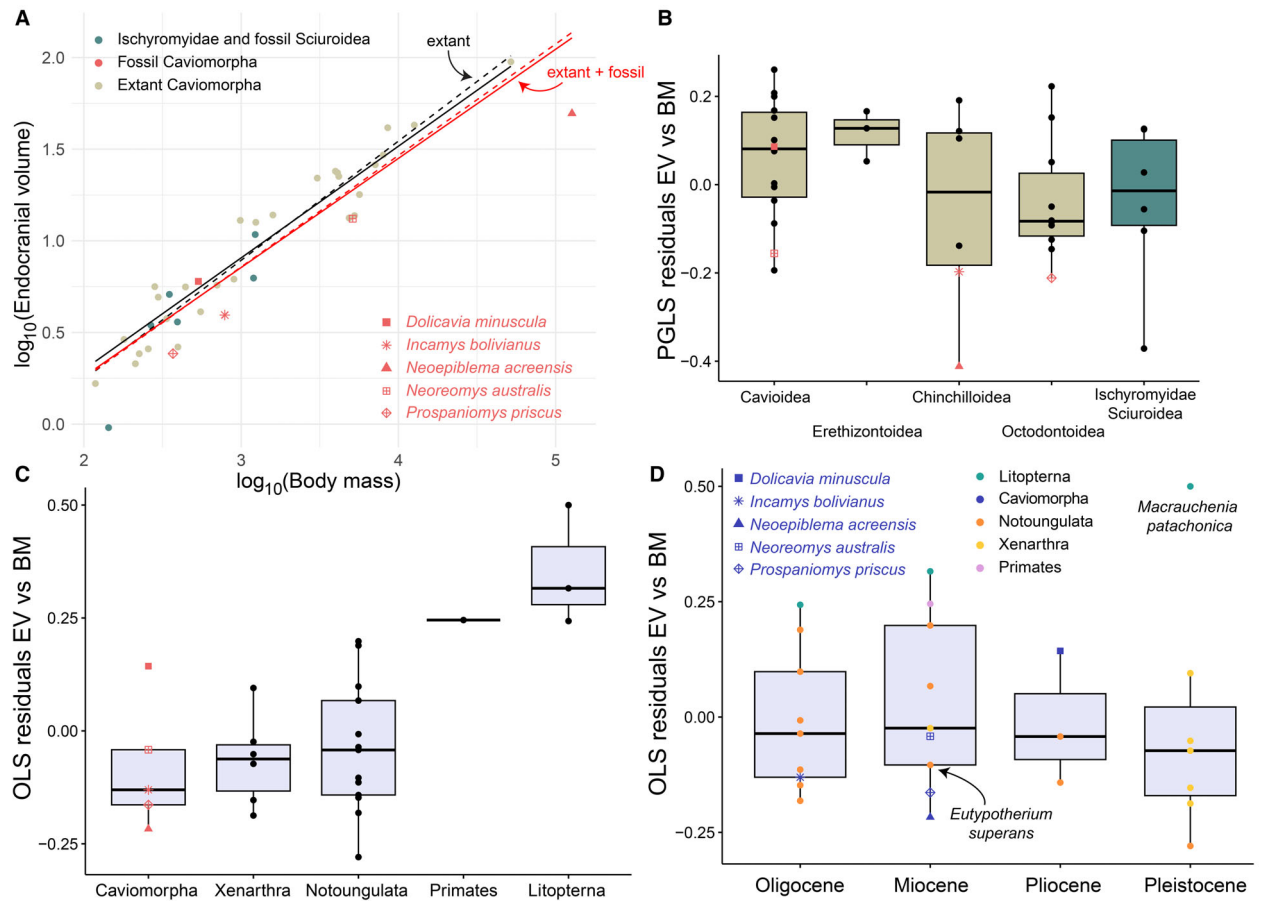 A
Ischyromyidae and fossil Sciuroidea
Fossil Caviomorpha
Extant Caviomorpha
extant
extant + fossil
log10(Endocranial volume)
2.0
1.5
1.0
0.5
0.0
Dolicavia minuscula
Incamys bolivianus
Neoepiblema acreensis
Neoreomys australis
Prospaniomys priscus
2
3
4
5
log10(Body mass)
B
PGLS residuals EV vs BM
0.2
0.0
−0.2
−0.4
Cavioidea
Erethizontoidea
Chinchilloidea
Octodontoidea
Ischyromyidae
Sciuroidea
C
OLS residuals EV vs BM
0.50
0.25
0.00
−0.25
Caviomorpha
Xenarthra
Notoungulata
Primates
Litopterna
D
Dolicavia minuscula
Incamys bolivianus
Neoepiblema acreensis
Neoreomys australis
Prospaniomys priscus
Litopterna
Caviomorpha
Notoungulata
Xenarthra
Primates
Macrauchenia
patachonica
OLS residuals EV vs BM
0.50
0.25
0.00
−0.25
Eutypotherium
superans
Oligocene
Miocene
Pliocene
Pleistocene